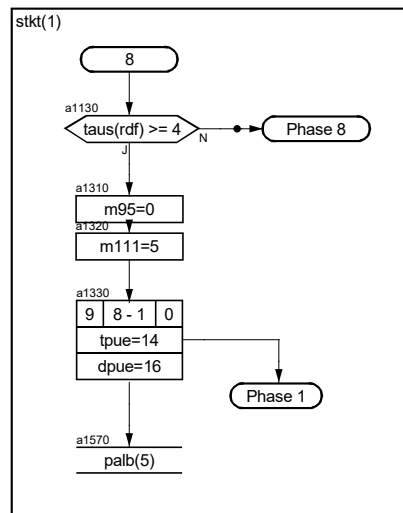 stkt(1)
8
a1130
taus(rdf) >= 4
N
Phase 8
J
a1310
m95=0
a1320
m111=5
a1330
9 8 - 1 0
tpue=14
dpue=16
Phase 1
a1570
palb(5)